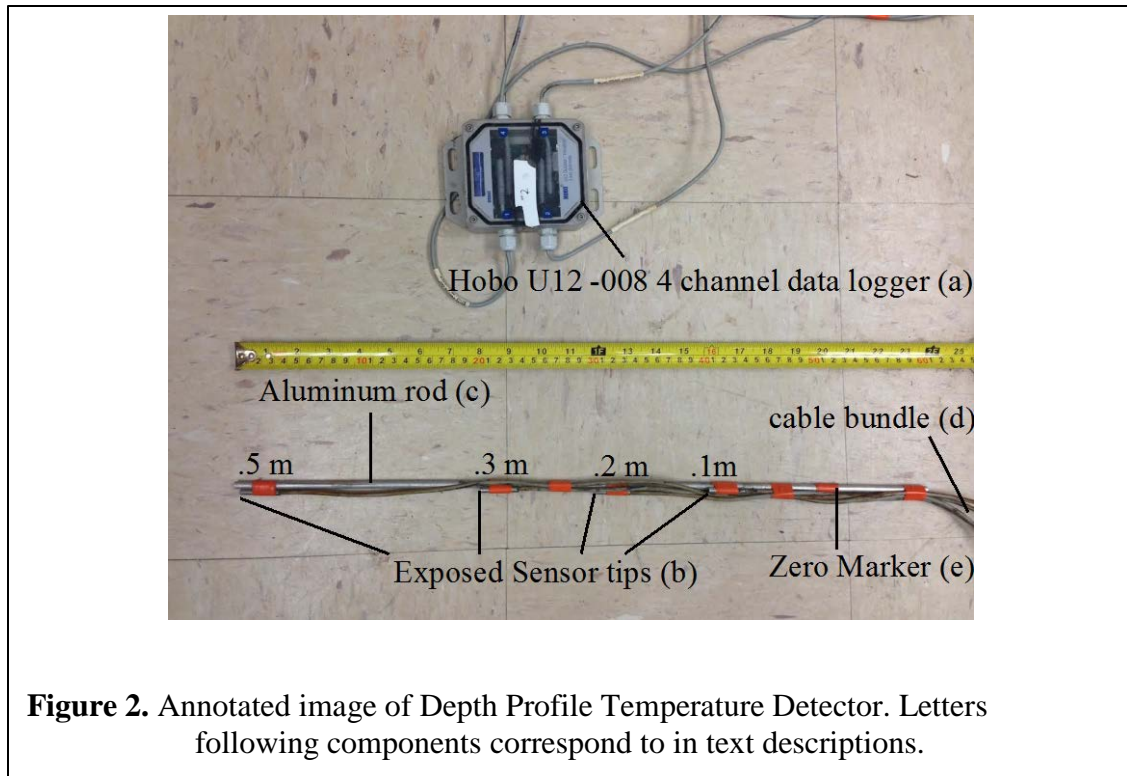 Hobo U12 -008 4 channel data logger (a)
Aluminum rod (c)
cable bundle (d)
.5 m
.3 m
.2 m
.1m
Exposed Sensor tips (b)
Zero Marker (e)
Figure 2. Annotated image of Depth Profile Temperature Detector. Letters
following components correspond to in text descriptions.